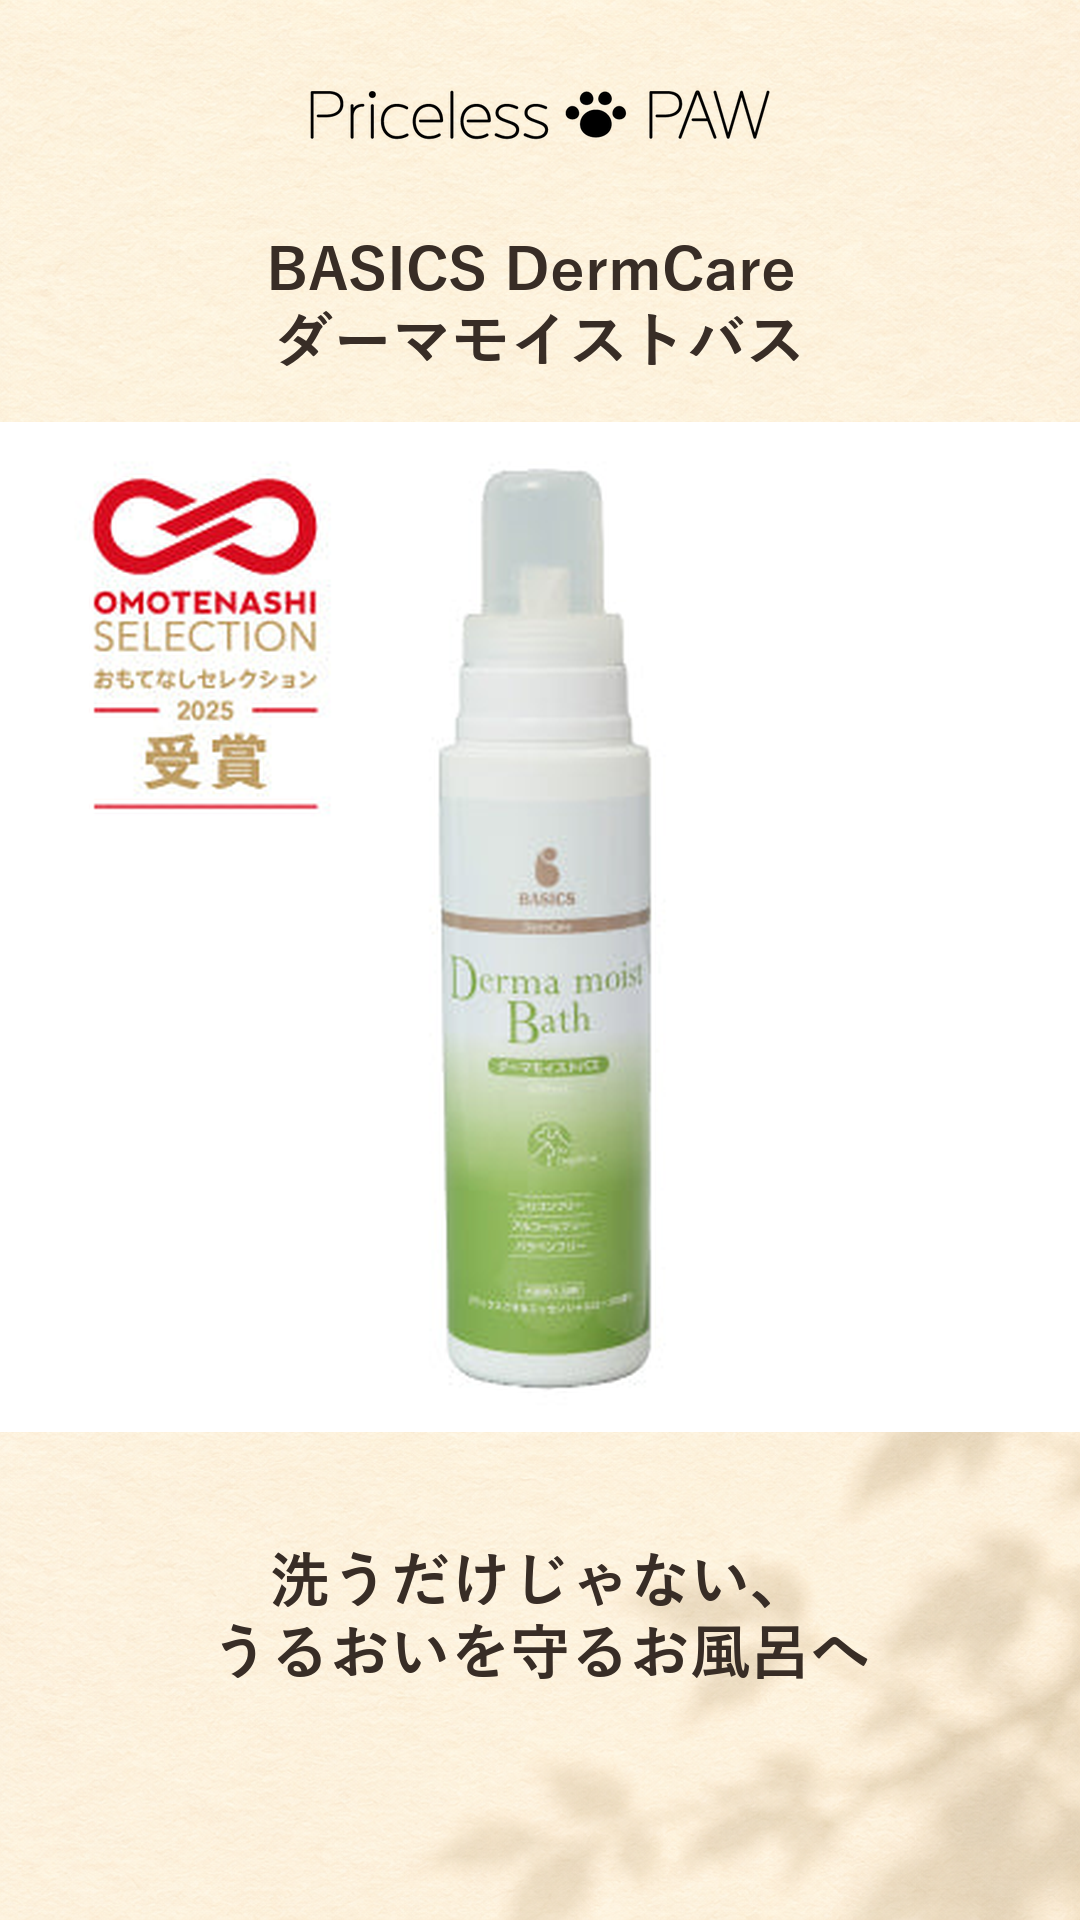 Priceless PAW
BASICS DermCare
ダーマモイストバス
OMOTENASHI
SELECTION
おもてなしセレクション
2025
受賞
BASICS
DermCare
Derma moist
Bath
ダーマモイストバス
シリコンフリー
アルコールフリー
パラベンフリー
洗うだけじゃない、
うるおいを守るお風呂へ